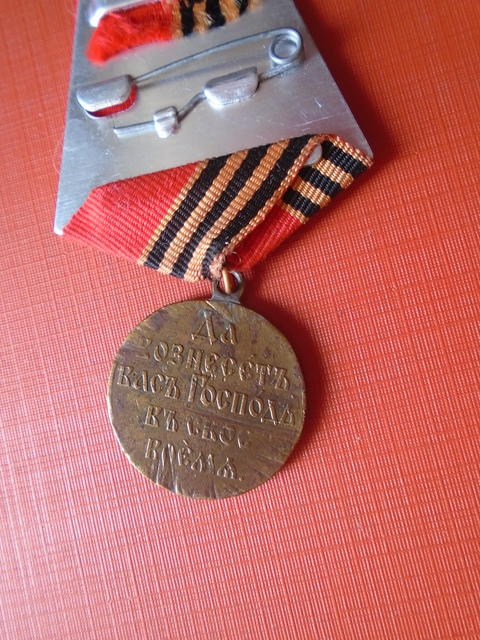 Да
вознесетъ
васъ Господь
въ свое
время.